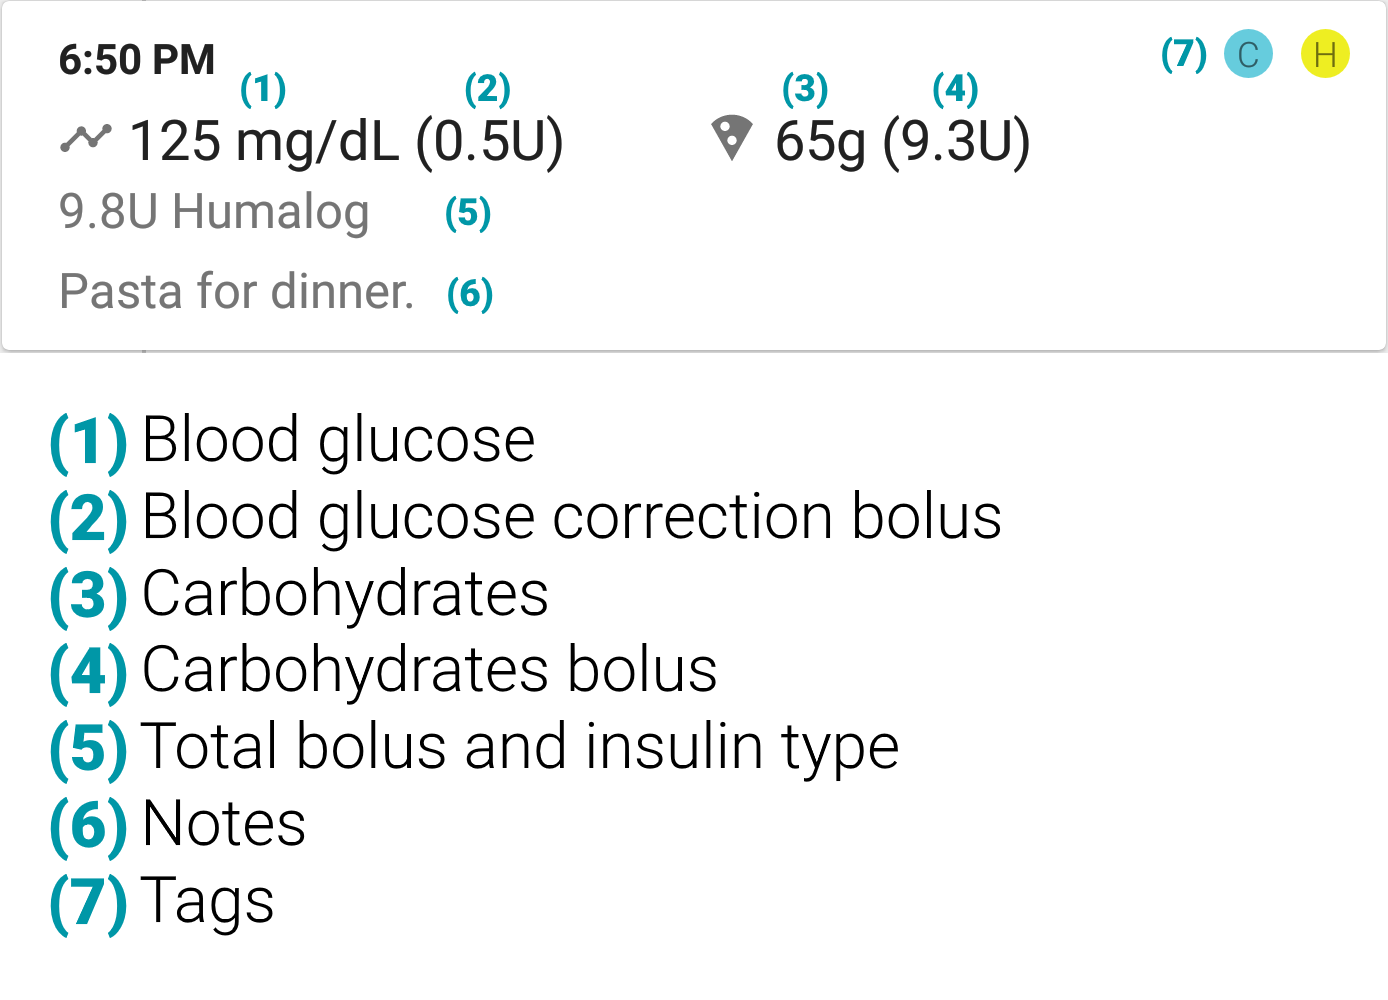 6:50 PM (7) C H
(1) (2) (3) (4)
125 mg/dL (0.5U) 65g (9.3U)
9.8U Humalog (5)
Pasta for dinner. (6)
(1) Blood glucose
(2) Blood glucose correction bolus
(3) Carbohydrates
(4) Carbohydrates bolus
(5) Total bolus and insulin type
(6) Notes
(7) Tags